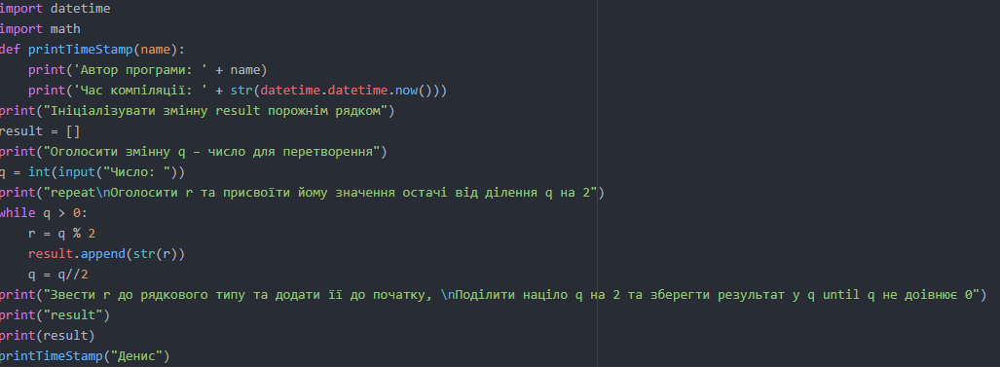 import datetime
import math
def printTimeStamp(name):
    print('Автор програми: ' + name)
    print('Час компіляції: ' + str(datetime.datetime.now()))
print("Ініціалізувати змінну result порожнім рядком")
result = []
print("Оголосити змінну q – число для перетворення")
q = int(input("Число: "))
print("repeat\nОголосити r та присвоїти йому значення остачі від ділення q на 2")
while q > 0:
    r = q % 2
    result.append(str(r))
    q = q//2
print("Звести r до рядкового типу та додати її до початку, \nПоділити націло q на 2 та зберегти результат у q until q не доівнює 0")
print("result")
print(result)
printTimeStamp("Денис")